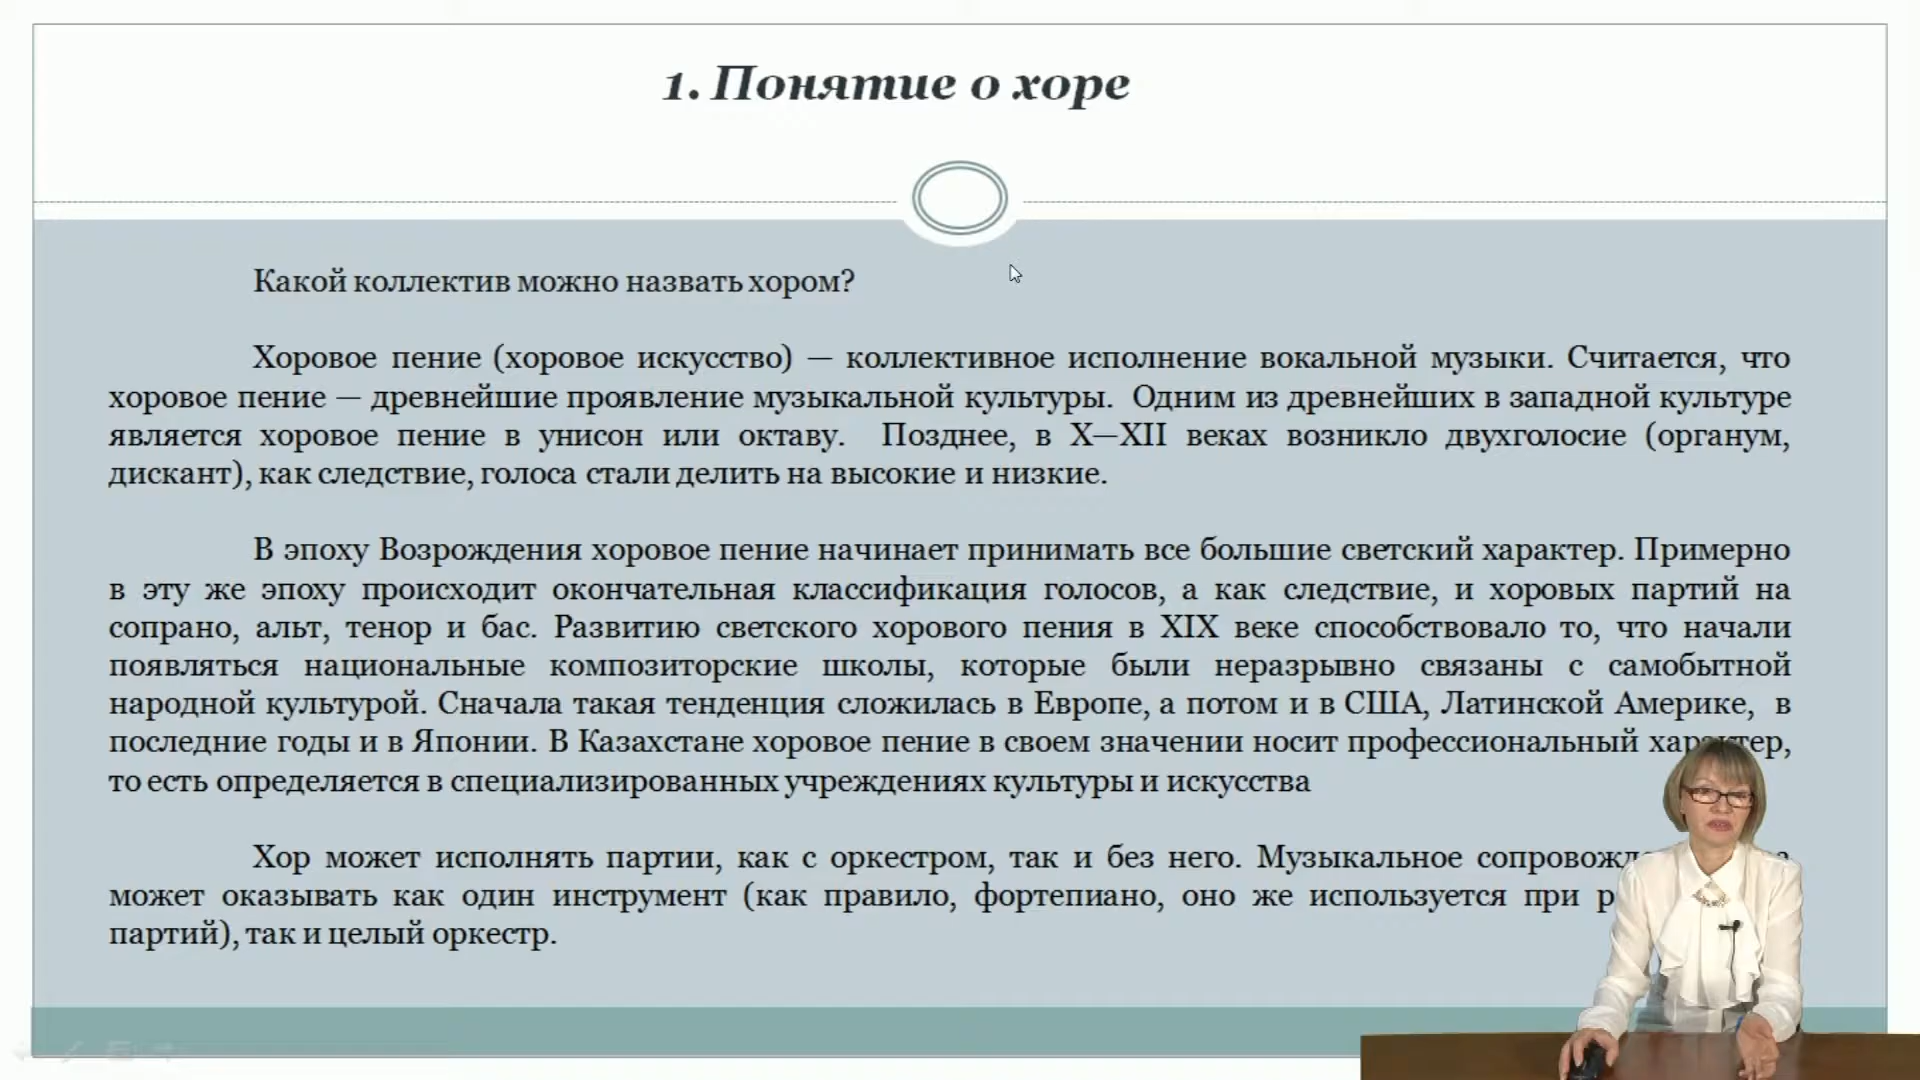 1. Понятие о хоре
Какой коллектив можно назвать хором?
Хоровое пение (хоровое искусство) — коллективное исполнение вокальной музыки. Считается, что
хоровое пение — древнейшие проявление музыкальной культуры. Одним из древнейших в западной культуре
является хоровое пение в унисон или октаву. Позднее, в X—XII веках возникло двухголосие (органум,
дискант), как следствие, голоса стали делить на высокие и низкие.
В эпоху Возрождения хоровое пение начинает принимать все большие светский характер. Примерно
в эту же эпоху происходит окончательная классификация голосов, а как следствие, и хоровых партий на
сопрано, альт, тенор и бас. Развитию светского хорового пения в XIX веке способствовало то, что начали
появляться национальные композиторские школы, которые были неразрывно связаны с самобытной
народной культурой. Сначала такая тенденция сложилась в Европе, а потом и в США, Латинской Америке, в
последние годы и в Японии. В Казахстане хоровое пение в своем значении носит профессиональный характер,
то есть определяется в специализированных учреждениях культуры и искусства
Хор может исполнять партии, как с оркестром, так и без него. Музыкальное
может оказывать как один инструмент (как правило, фортепиано, оно же используется при
партий), так и целый оркестр.